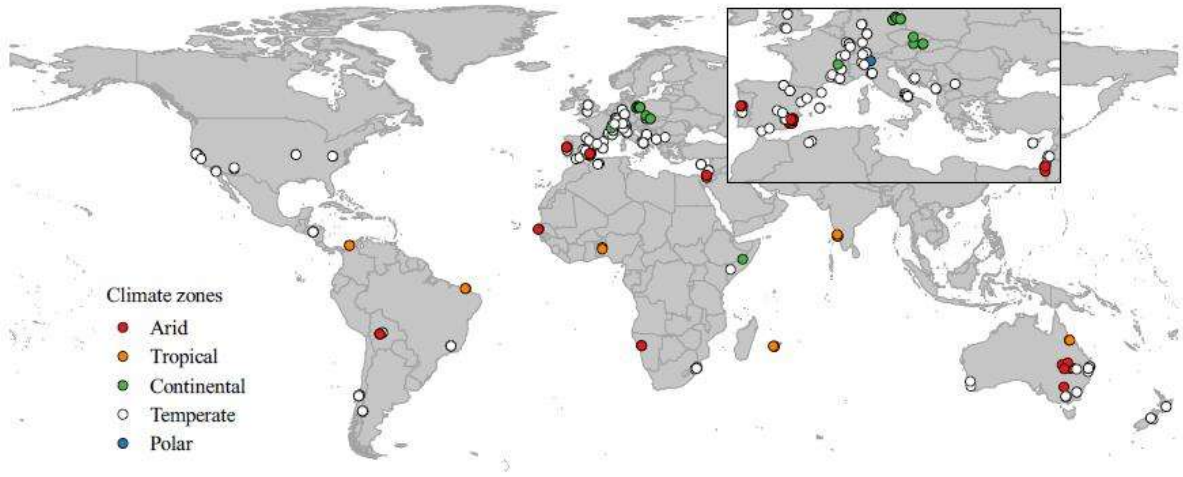 Climate zones
Arid
Tropical
Continental
Temperate
Polar